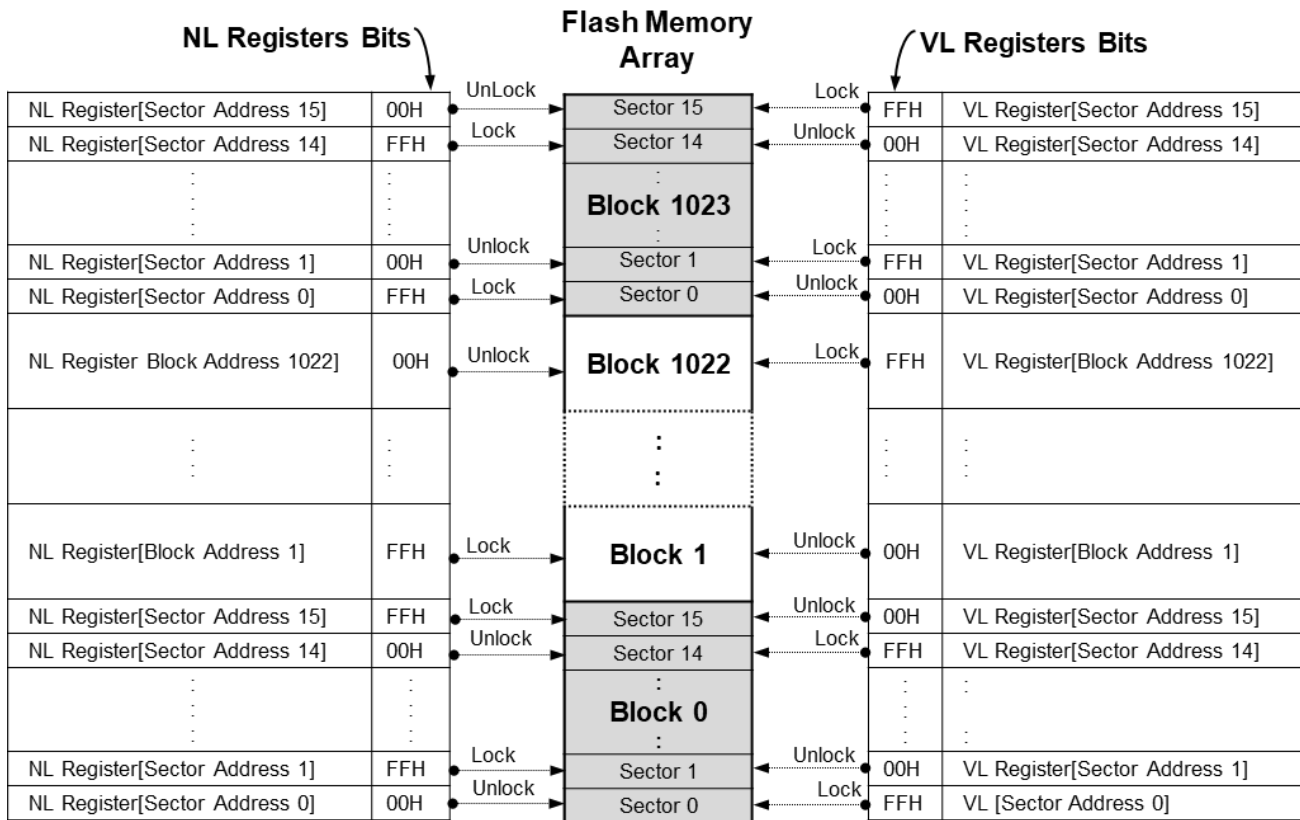 NL Registers Bits
Flash Memory
Array
VL Registers Bits
NL Register[Sector Address 15] 00H UnLock Sector 15 Lock FFH VL Register[Sector Address 15]
NL Register[Sector Address 14] FFH Lock Sector 14 Unlock 00H VL Register[Sector Address 14]
Block 1023
NL Register[Sector Address 1] 00H Unlock Sector 1 Lock FFH VL Register[Sector Address 1]
NL Register[Sector Address 0] FFH Lock Sector 0 Unlock 00H VL Register[Sector Address 0]
NL Register Block Address 1022] 00H Unlock Block 1022 Lock FFH VL Register[Block Address 1022]
NL Register[Block Address 1] FFH Lock Block 1 Unlock 00H VL Register[Block Address 1]
NL Register[Sector Address 15] FFH Lock Sector 15 Unlock 00H VL Register[Sector Address 15]
NL Register[Sector Address 14] 00H Unlock Sector 14 Lock FFH VL Register[Sector Address 14]
Block 0
NL Register[Sector Address 1] FFH Lock Sector 1 Unlock 00H VL Register[Sector Address 1]
NL Register[Sector Address 0] 00H Unlock Sector 0 Lock FFH VL [Sector Address 0]